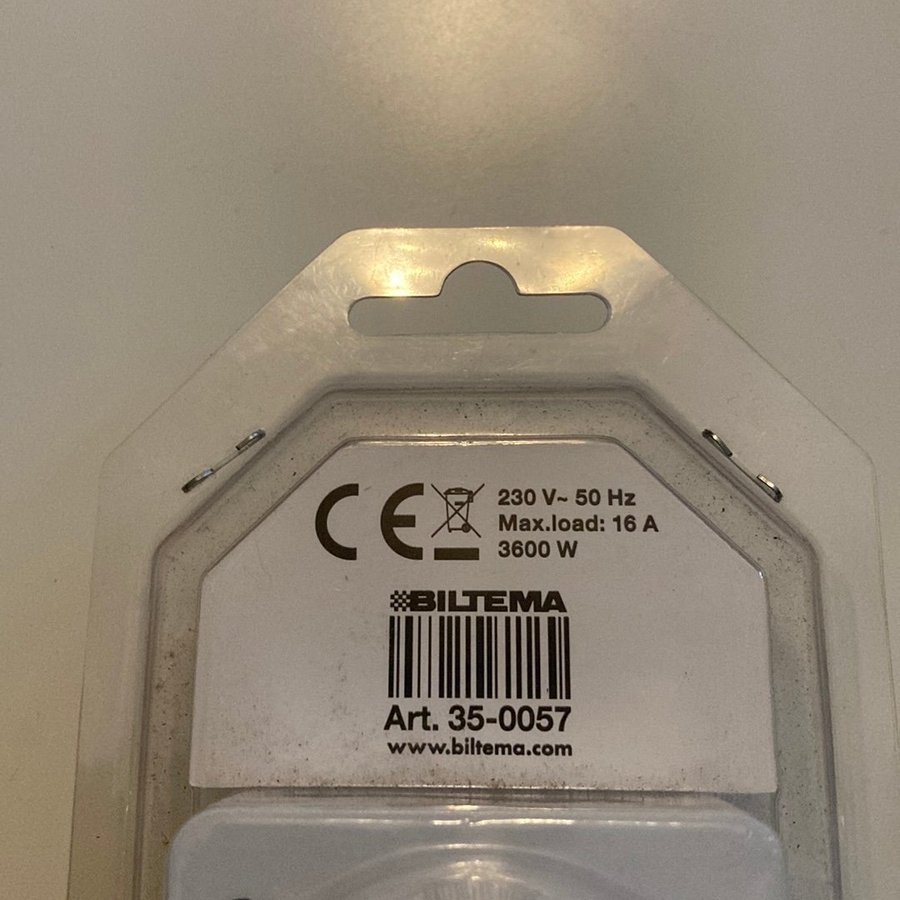 CE 230 V~ 50 Hz
Max.load: 16 A
3600 W
BILTEMA
Art. 35-0057
www.biltema.com